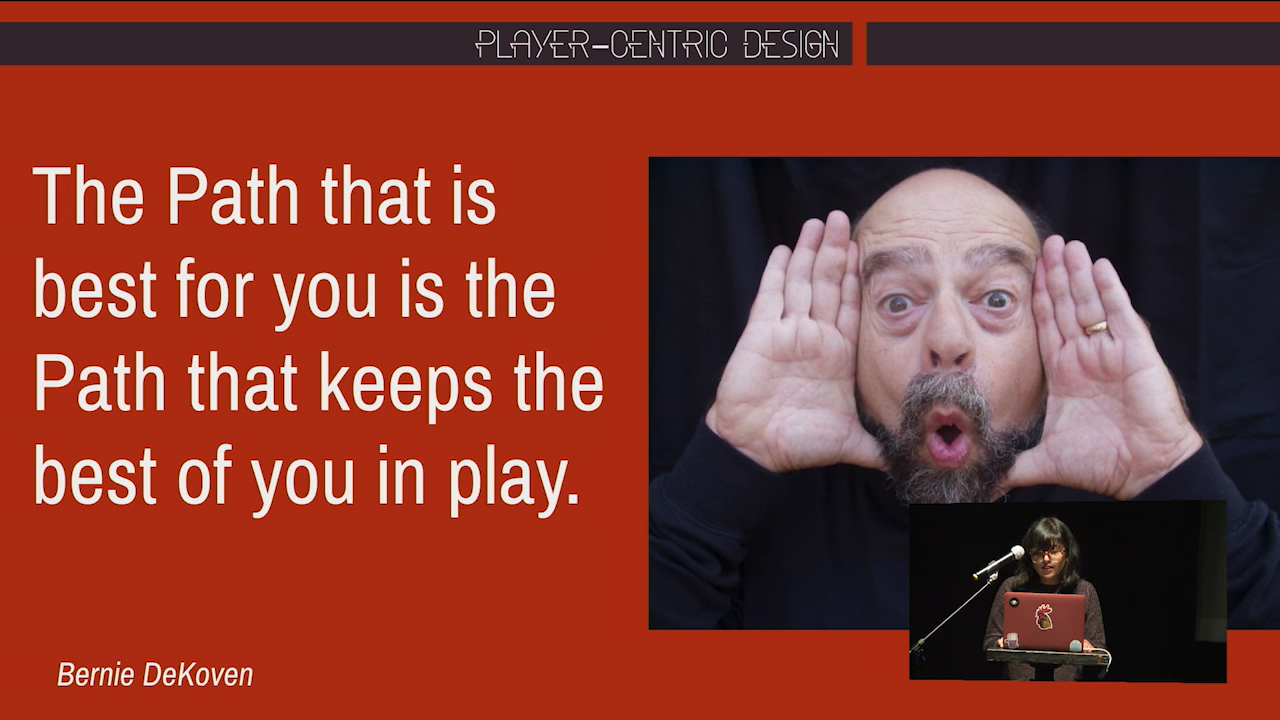 PLAYER-CENTRIC DESIGN
The Path that is
best for you is the
Path that keeps the
best of you in play.
Bernie DeKoven